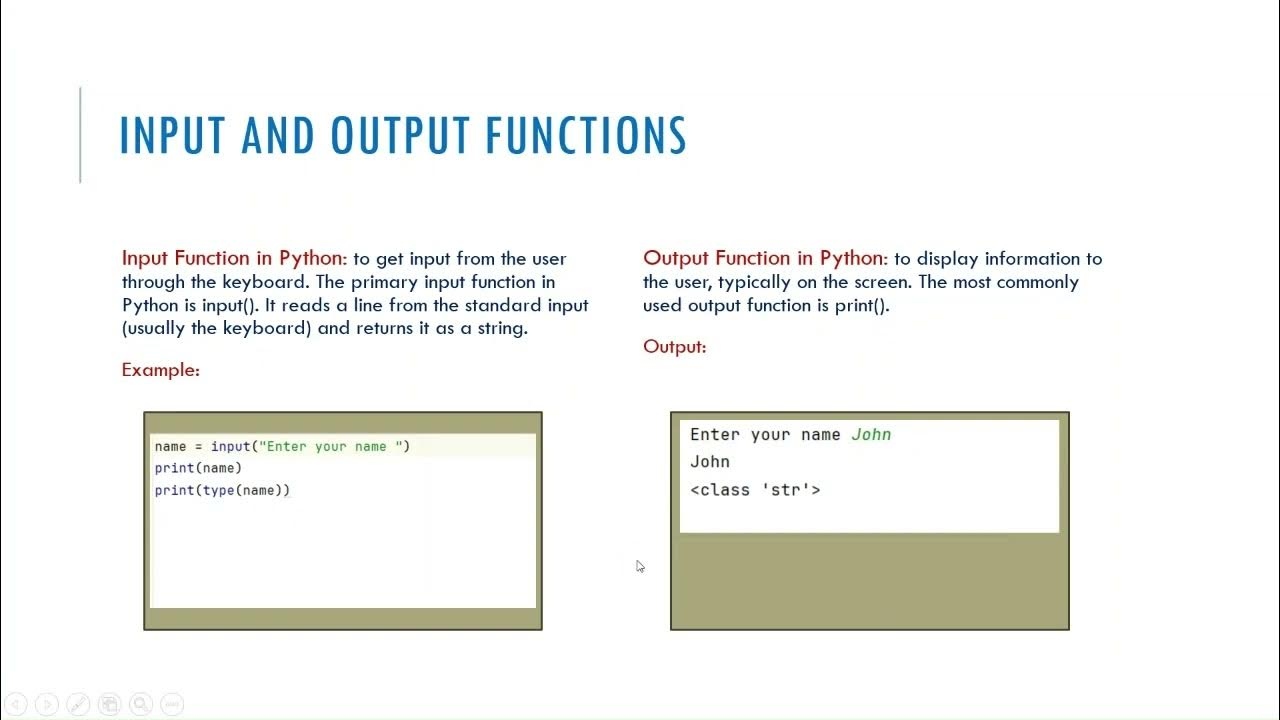 INPUT AND OUTPUT FUNCTIONS
Input Function in Python: to get input from the user
through the keyboard. The primary input function in
Python is input(). It reads a line from the standard input
(usually the keyboard) and returns it as a string.
Example:
name = input("Enter your name ")
print(name)
print(type(name))
Output Function in Python: to display information to
the user, typically on the screen. The most commonly
used output function is print().
Output:
Enter your name John
John
<class 'str'>